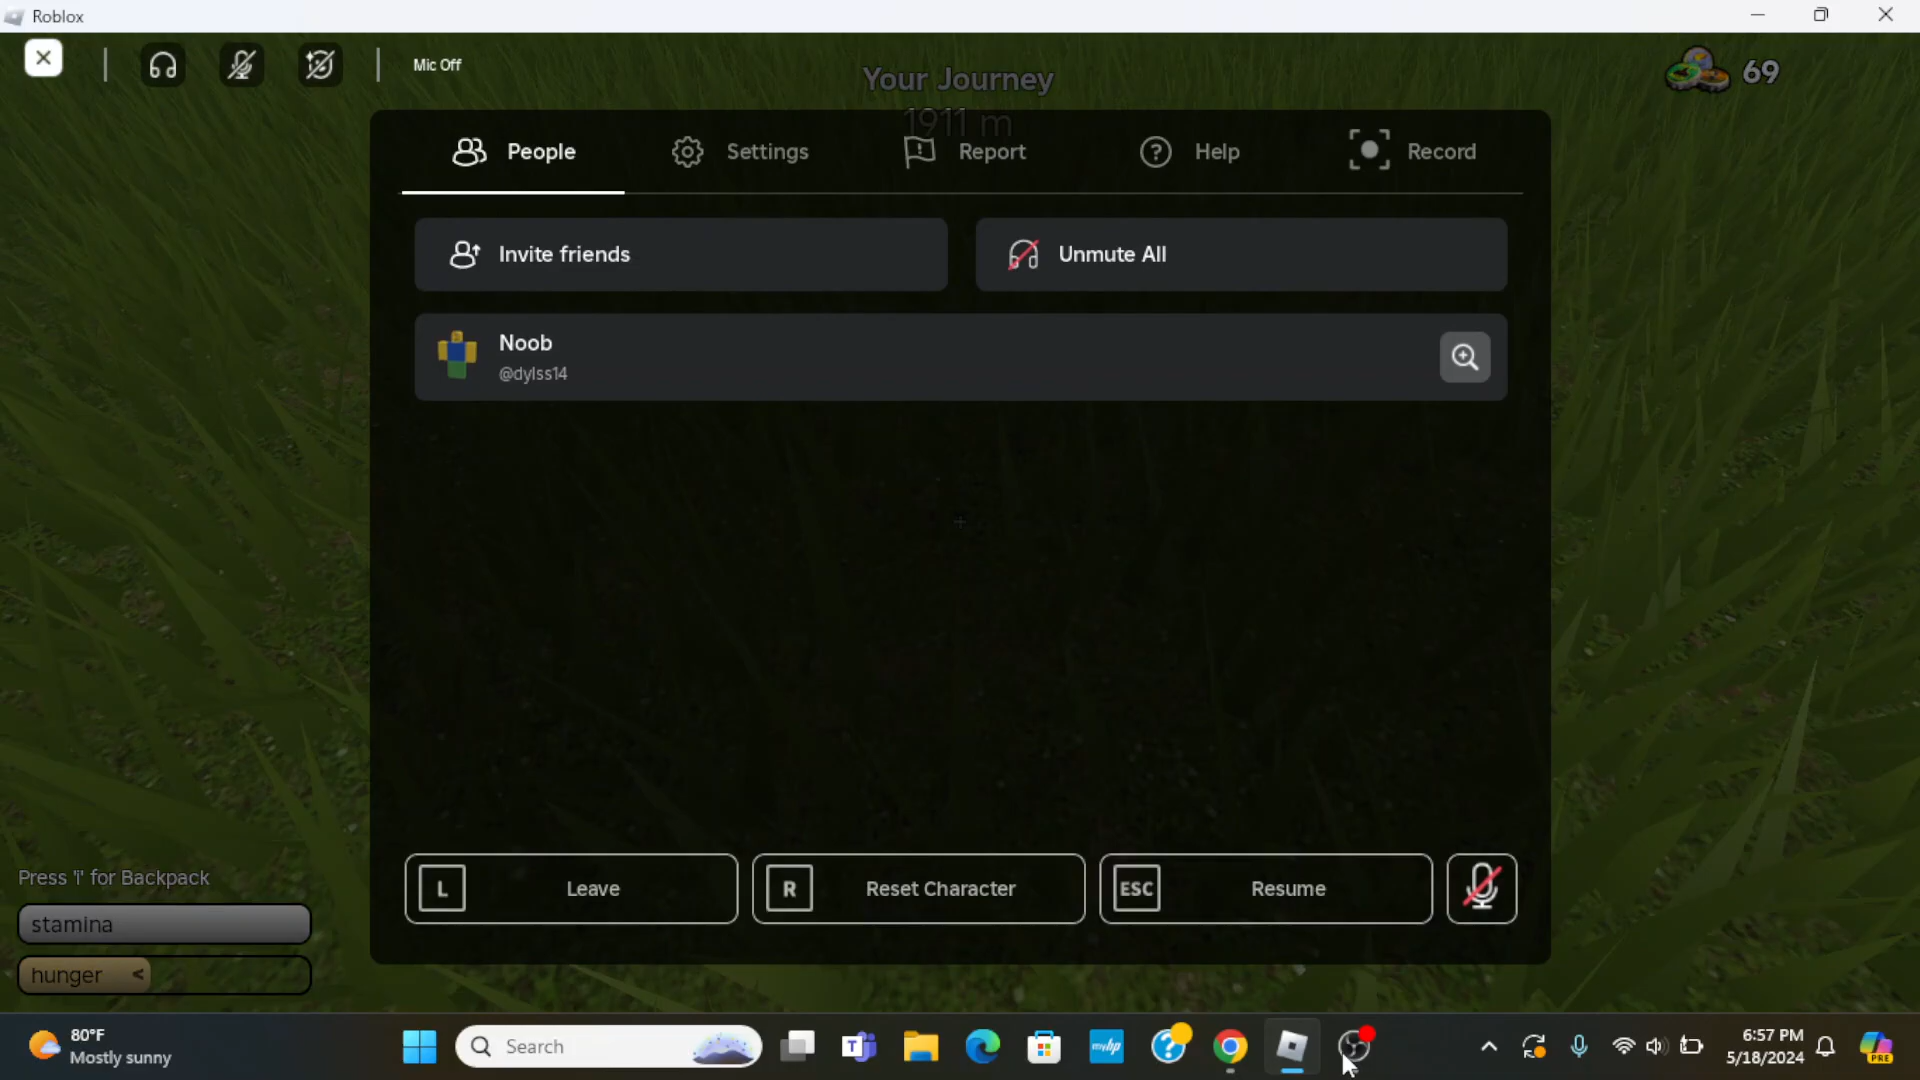 Roblox
Mic Off
Your Journey
1911 m
69
People
Settings
Report
Help
Record
Invite friends
Unmute All
Noob
@dylss14
Press 'i' for Backpack
stamina
hunger <
L Leave
R Reset Character
ESC Resume
80°F
Mostly sunny
Search
T
myhp
6:57 PM
5/18/2024
PRE